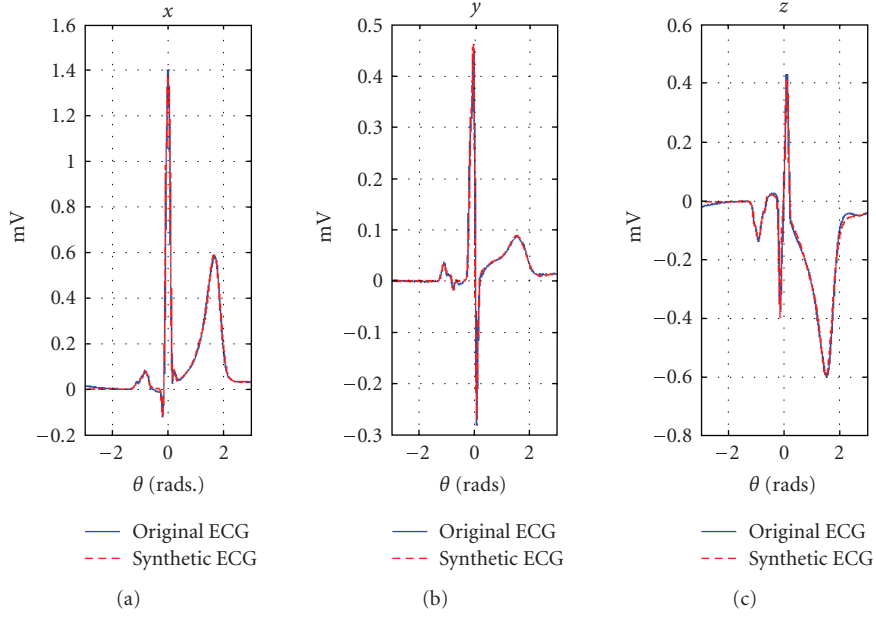 x
1.6
1.4
1.2
1
0.8
0.6
0.4
0.2
0
−0.2
mV
−2
0
2
θ (rads.)
Original ECG
Synthetic ECG
(a)
y
0.5
0.4
0.3
0.2
0.1
0
−0.1
−0.2
−0.3
mV
−2
0
2
θ (rads)
Original ECG
Synthetic ECG
(b)
z
0.6
0.4
0.2
0
−0.2
−0.4
−0.6
−0.8
mV
−2
0
2
θ (rads)
Original ECG
Synthetic ECG
(c)